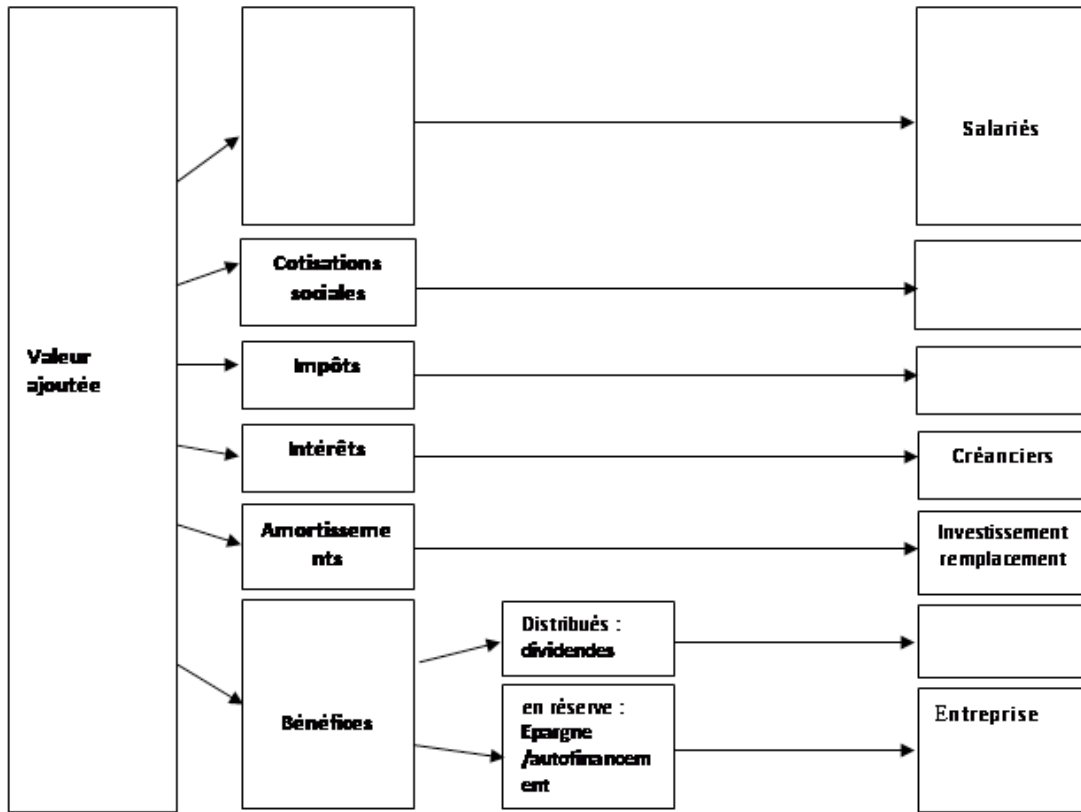 Salariés
Cotisations
sociales
Valeur
ajoutée
Impôts
Intérêts
Créanciers
Amortisseme
nts
Investissement
remplacement
Distribués :
dividendes
Bénéfices
en réserve :
Epargne
/autofinancem
ent
Entreprise